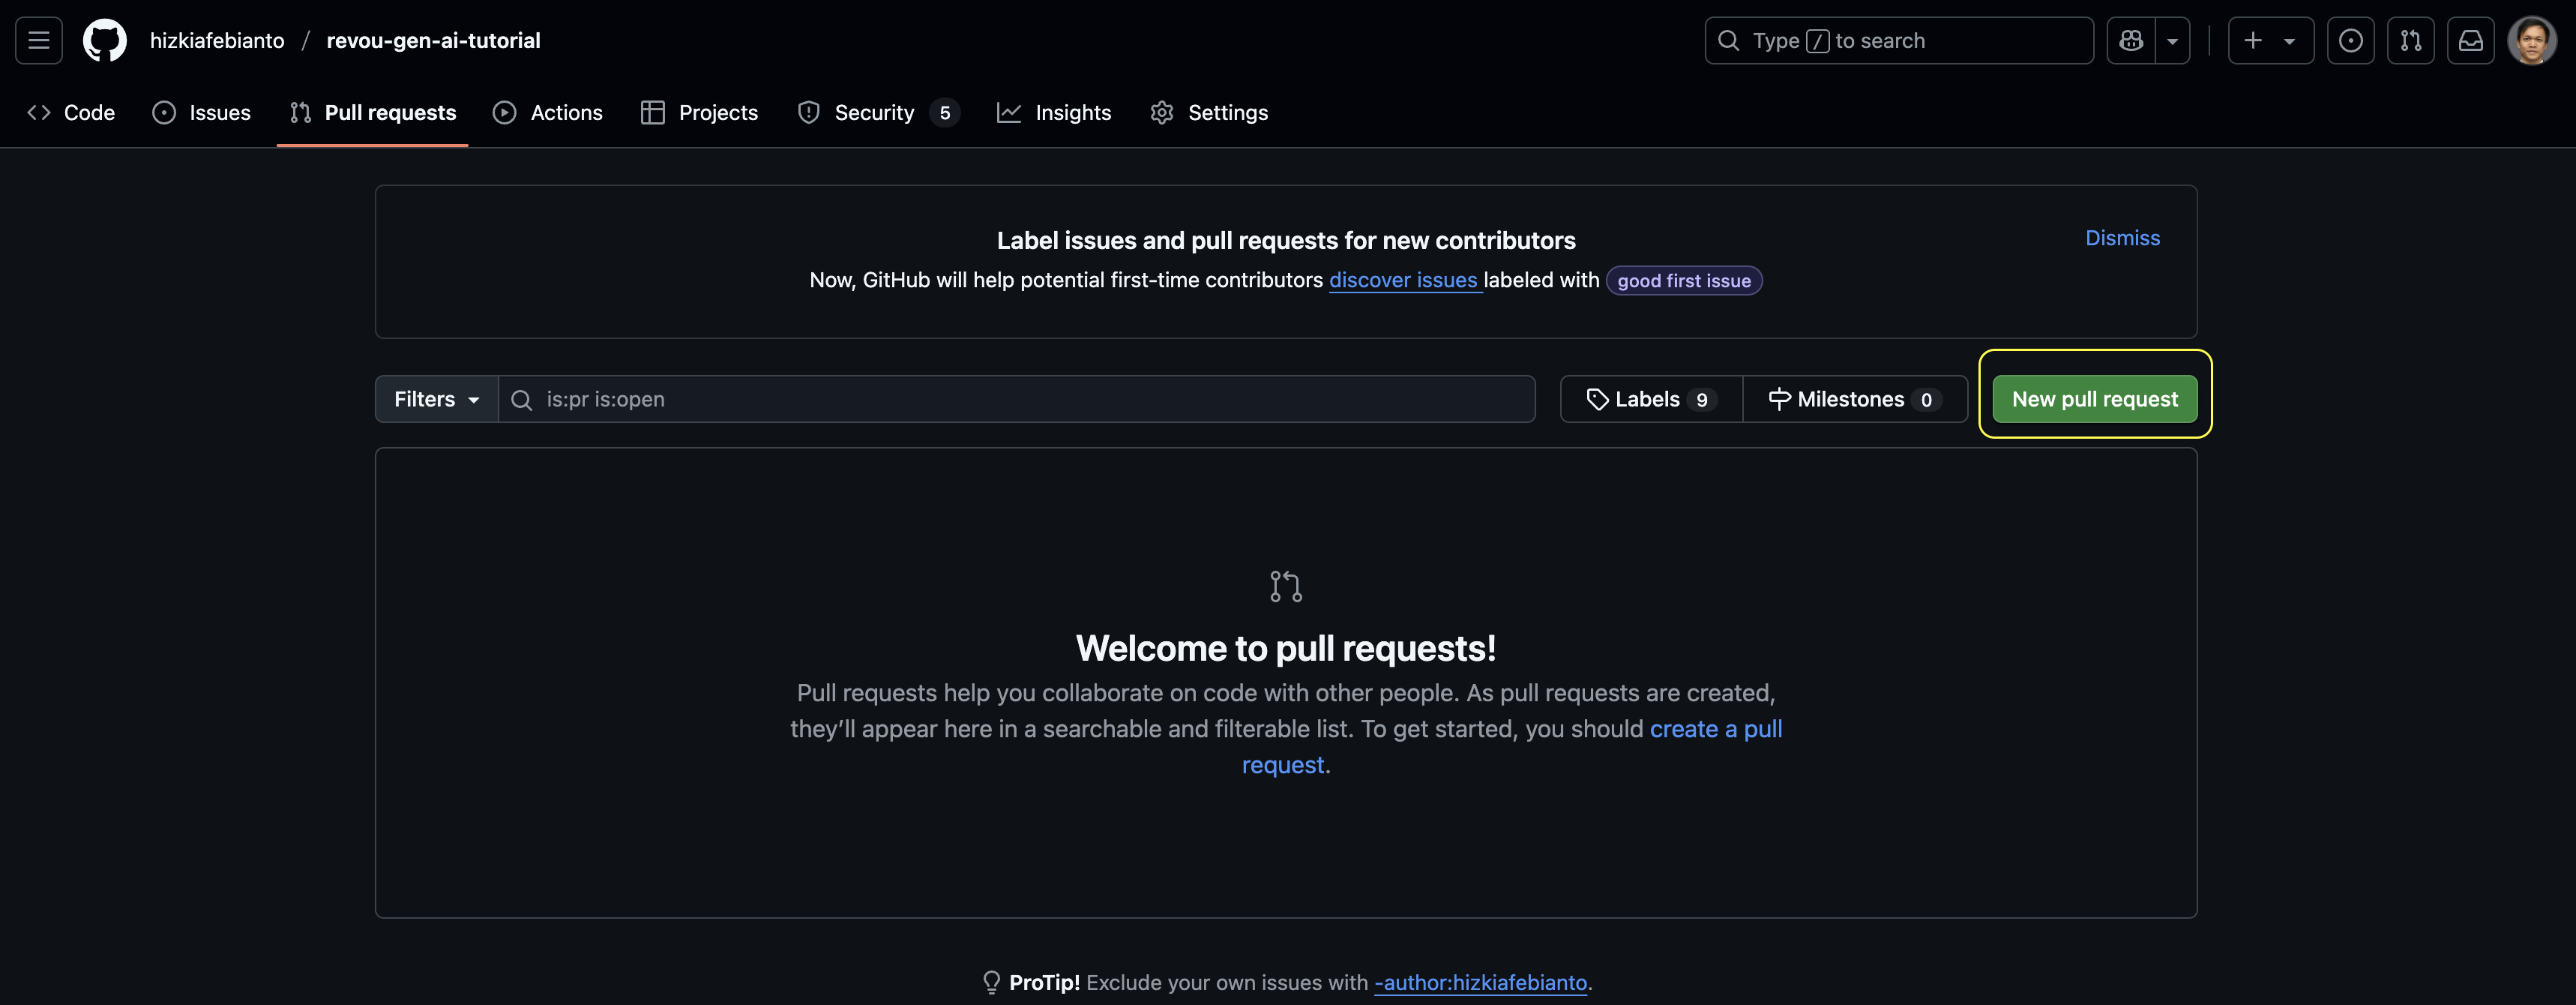 hizkiafebianto / revou-gen-ai-tutorial
Type / to search
Code Issues Pull requests Actions Projects Security 5 Insights Settings
Label issues and pull requests for new contributors
Dismiss
Now, GitHub will help potential first-time contributors discover issues labeled with good first issue
Filters is:pr is:open Labels 9 Milestones 0 New pull request
Welcome to pull requests!
Pull requests help you collaborate on code with other people. As pull requests are created,
they’ll appear here in a searchable and filterable list. To get started, you should create a pull
request.
ProTip! Exclude your own issues with -author:hizkiafebianto.